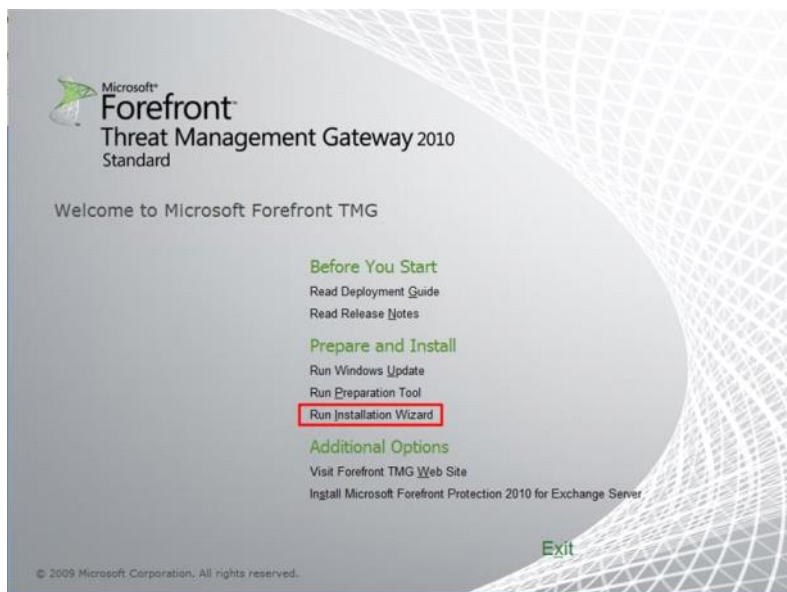 Microsoft®
Forefront™
Threat Management Gateway 2010
Standard
Welcome to Microsoft Forefront TMG
Before You Start
Read Deployment Guide
Read Release Notes
Prepare and Install
Run Windows Update
Run Preparation Tool
Run Installation Wizard
Additional Options
Visit Forefront TMG Web Site
Install Microsoft Forefront Protection 2010 for Exchange Server
Exit
© 2009 Microsoft Corporation. All rights reserved.